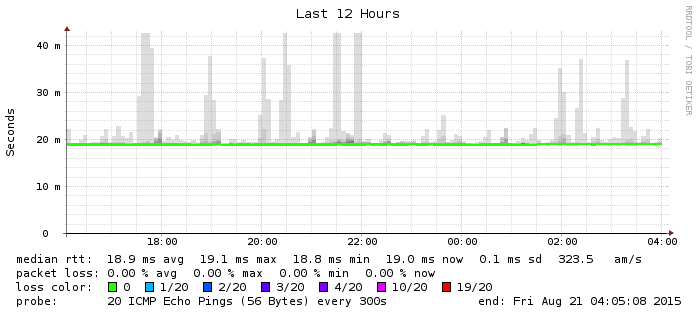 Last 12 Hours
RRDTOOL / TOBI OETIKER
Seconds
40 m
30 m
20 m
10 m
0
18:00 20:00 22:00 00:00 02:00 04:00
median rtt: 18.9 ms avg 19.1 ms max 18.8 ms min 19.0 ms now 0.1 ms sd 323.5 am/s
packet loss: 0.00 % avg 0.00 % max 0.00 % min 0.00 % now
loss color: 0 1/20 2/20 3/20 4/20 10/20 19/20
probe: 20 ICMP Echo Pings (56 Bytes) every 300s end: Fri Aug 21 04:05:08 2015